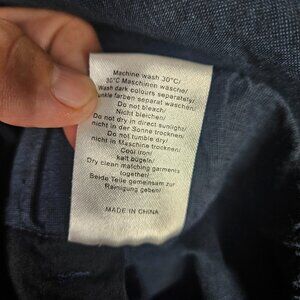 Machine wash 30°C/
30°C Maschinen wäsche/
Wash dark colours separately/
unkle farben separat waschen/
Do not bleach/
Nicht bleichen/
Do not dry in direct sunlight/
nicht in der Sonne trocknen/
Do not tumble dry/
nicht in Maschine trocknen/
Cool iron/
kalt bügeln/
Dry clean matching garments
together/
Beide Teile gemeinsam zur
Reinigung geben/
MADE IN CHINA